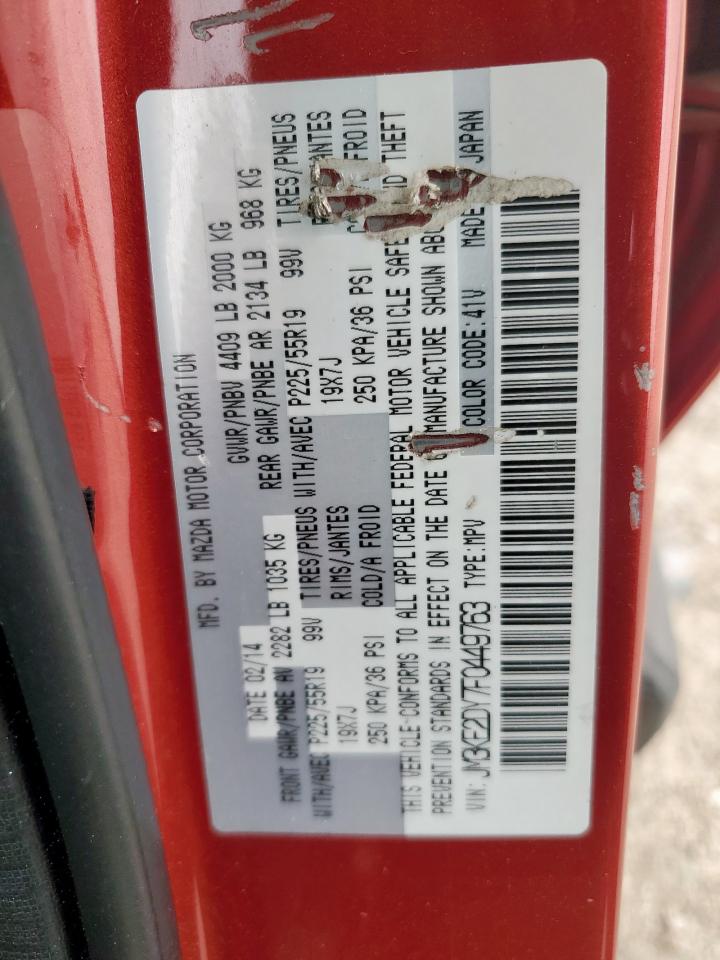 MFD. BY MAZDA MOTOR CORPORATION
DATE 02/14 GVWR/PNBV 4409 LB 2000 KG
FRONT GAWR/PNBE AV 2282 LB 1035 KG REAR GAWR/PNBE AR 2134 LB 968 KG
WITH/AVEC P225/55R19 99V TIRES/PNEUS WITH/AVEC P225/55R19 99V TIRES/PNEUS
19X7J RIMS/JANTES 19X7J
250 KPA/36 PSI COLD/A FROID 250 KPA/36 PSI FROID
THIS VEHICLE CONFORMS TO ALL APPLICABLE FEDERAL MOTOR VEHICLE THEFT
PREVENTION STANDARDS IN EFFECT ON THE DATE MANUFACTURE SHOWN
VIN: JM3KE2DY7F0449763 TYPE:MPV COLOR CODE:41V MADE JAPAN